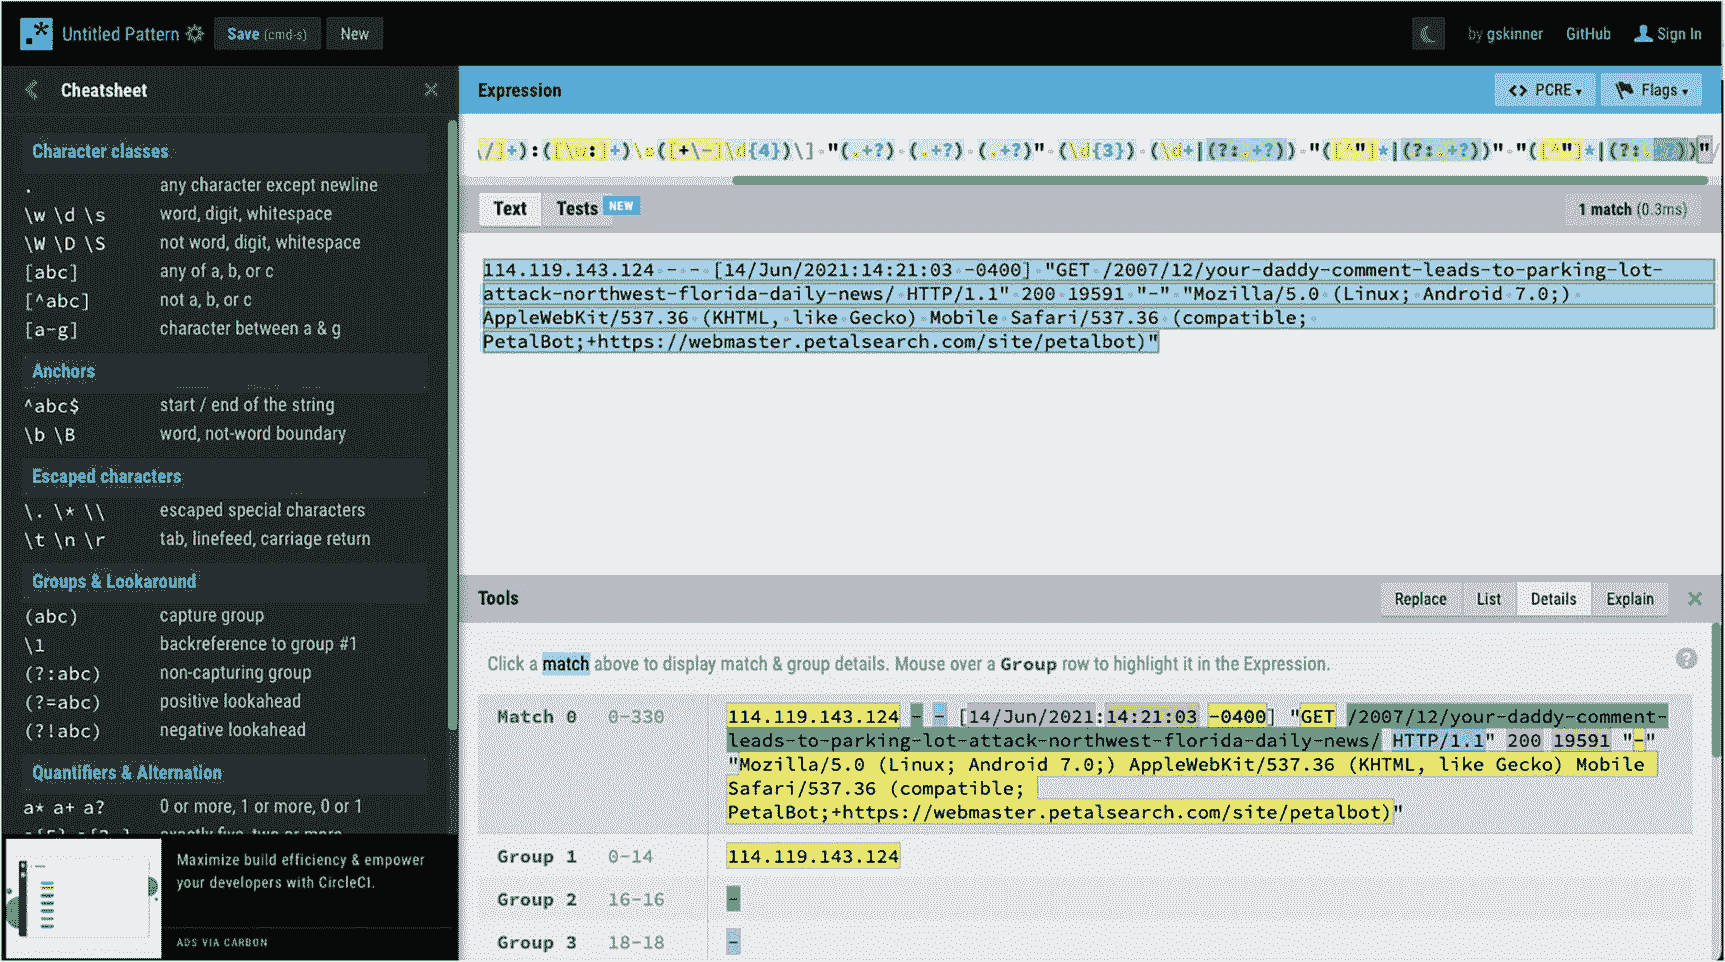 .* Untitled Pattern Save (cmd-s) New by gskinner GitHub Sign In
Cheatsheet
Character classes
. any character except newline
\w \d \s word, digit, whitespace
\W \D \S not word, digit, whitespace
[abc] any of a, b, or c
[^abc] not a, b, or c
[a-g] character between a & g
Anchors
^abc$ start / end of the string
\b \B word, not-word boundary
Escaped characters
\. \* \\ escaped special characters
\t \n \r tab, linefeed, carriage return
Groups & Lookaround
(abc) capture group
\1 backreference to group #1
(?:abc) non-capturing group
(?=abc) positive lookahead
(?!abc) negative lookahead
Quantifiers & Alternation
a* a+ a? 0 or more, 1 or more, 0 or 1
Maximize build efficiency & empower
your developers with CircleCI.
ADS VIA CARBON
Expression <> PCRE Flags
\/]+):([\w:]+)\s([+\-]\d{4})\] "(.+?) (.+?) (.+?)" (\d{3}) (\d+|(?:.+?)) "([^"]*|(?:.+?))" "([^"]*|(?:.+?))"/
Text Tests NEW 1 match (0.3ms)
114.119.143.124 - - [14/Jun/2021:14:21:03 -0400] "GET /2007/12/your-daddy-comment-leads-to-parking-lot-
attack-northwest-florida-daily-news/ HTTP/1.1" 200 19591 "-" "Mozilla/5.0 (Linux; Android 7.0;)
AppleWebKit/537.36 (KHTML, like Gecko) Mobile Safari/537.36 (compatible;
PetalBot;+https://webmaster.petalsearch.com/site/petalbot)"
Tools Replace List Details Explain
Click a match above to display match & group details. Mouse over a Group row to highlight it in the Expression.
Match 0 0-330 114.119.143.124 - - [14/Jun/2021:14:21:03 -0400] "GET /2007/12/your-daddy-comment-
leads-to-parking-lot-attack-northwest-florida-daily-news/ HTTP/1.1" 200 19591 "-"
"Mozilla/5.0 (Linux; Android 7.0;) AppleWebKit/537.36 (KHTML, like Gecko) Mobile
Safari/537.36 (compatible;
PetalBot;+https://webmaster.petalsearch.com/site/petalbot)"
Group 1 0-14 114.119.143.124
Group 2 16-16 -
Group 3 18-18 -